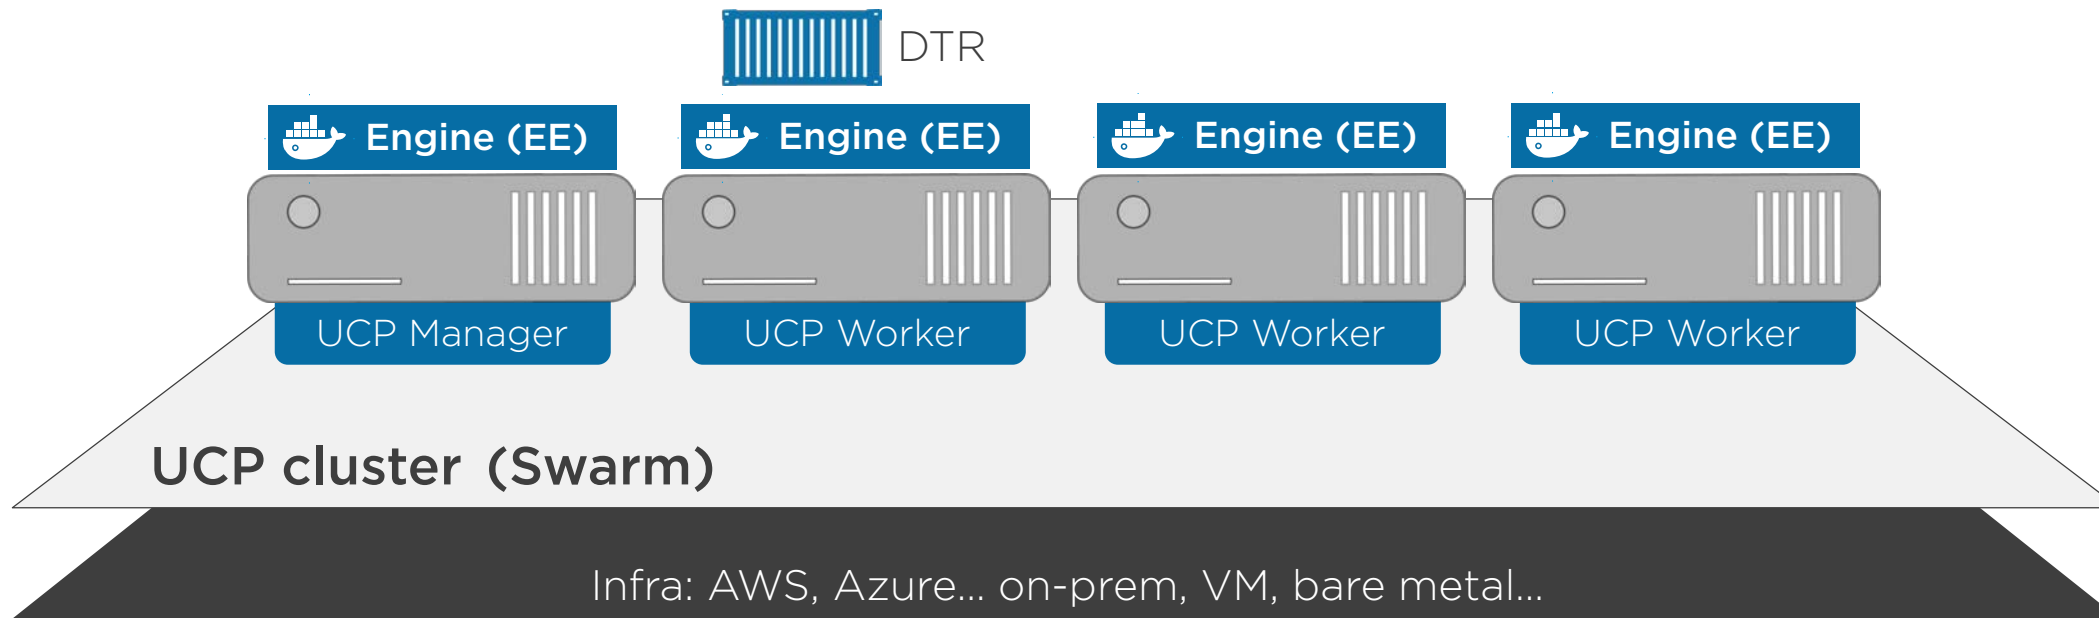 DTR
Engine (EE)
Engine (EE)
Engine (EE)
Engine (EE)
UCP Manager
UCP Worker
UCP Worker
UCP Worker
UCP cluster (Swarm)
Infra: AWS, Azure... on-prem, VM, bare metal...